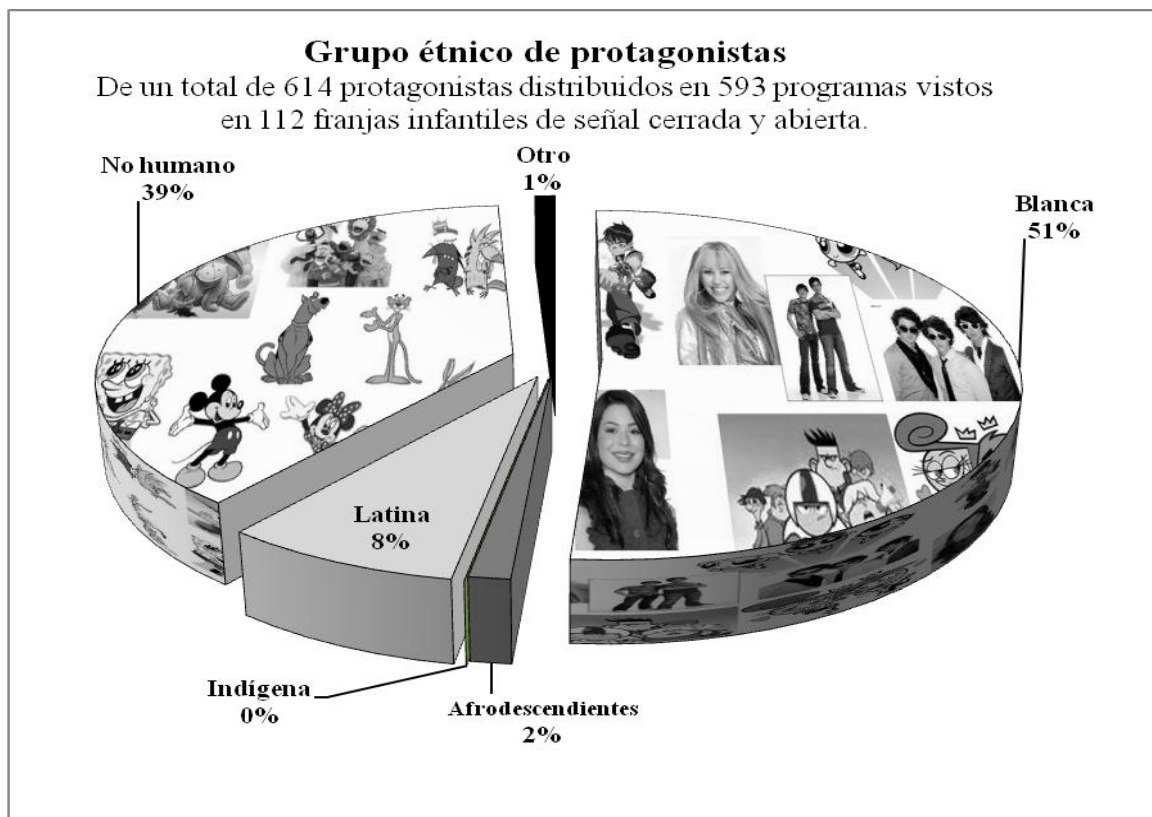 Grupo étnico de protagonistas
De un total de 614 protagonistas distribuidos en 593 programas vistos
en 112 franjas infantiles de señal cerrada y abierta.
No humano
39%
Otro
1%
Blanca
51%
Latina
8%
Indígena
0%
Afrodescendientes
2%